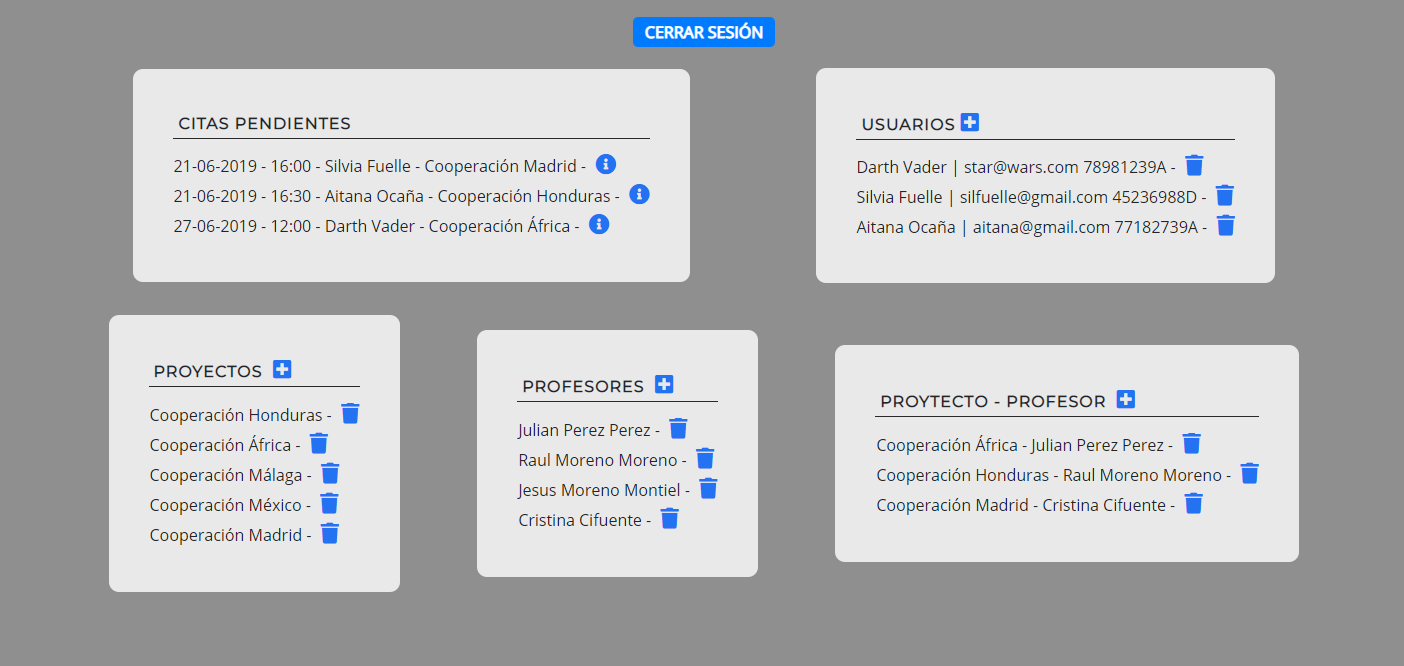 CERRAR SESIÓN
CITAS PENDIENTES
21-06-2019 - 16:00 - Silvia Fuelle - Cooperación Madrid -
21-06-2019 - 16:30 - Aitana Ocaña - Cooperación Honduras -
27-06-2019 - 12:00 - Darth Vader - Cooperación África -
USUARIOS
Darth Vader | star@wars.com 78981239A -
Silvia Fuelle | silfuelle@gmail.com 45236988D -
Aitana Ocaña | aitana@gmail.com 77182739A -
PROYECTOS
Cooperación Honduras -
Cooperación África -
Cooperación Málaga -
Cooperación México -
Cooperación Madrid -
PROFESORES
Julian Perez Perez -
Raul Moreno Moreno -
Jesus Moreno Montiel -
Cristina Cifuente -
PROYTECTO - PROFESOR
Cooperación África - Julian Perez Perez -
Cooperación Honduras - Raul Moreno Moreno -
Cooperación Madrid - Cristina Cifuente -